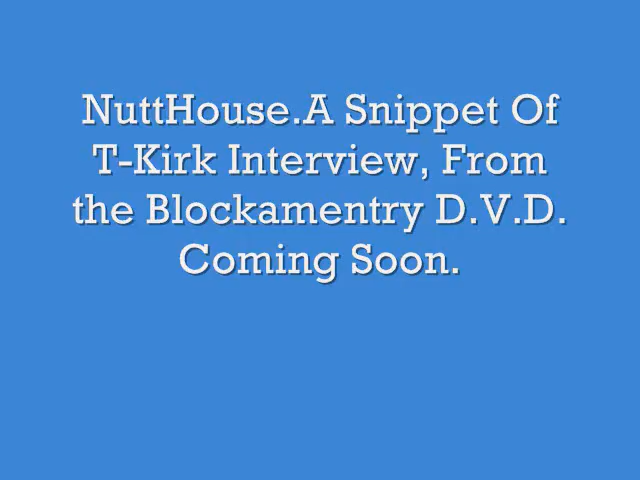 NuttHouse.A Snippet Of
T-Kirk Interview, From
the Blockamentry D.V.D.
Coming Soon.